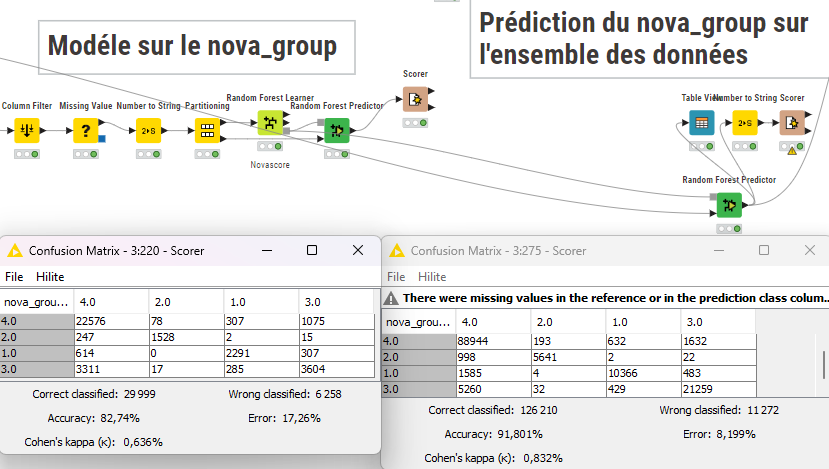 Modéle sur le nova_group
Prédiction du nova_group sur
l'ensemble des données
Scorer
Column Filter
Missing Value
Number to String
Partitioning
Random Forest Learner
Random Forest Predictor
Novascore
Table View
Number to String
Scorer
Random Forest Predictor
Confusion Matrix - 3:220 - Scorer
File Hilite
nova_grou... 4.0 2.0 1.0 3.0
4.0 22576 78 307 1075
2.0 247 1528 2 15
1.0 614 0 2291 307
3.0 3311 17 285 3604
Correct classified: 29 999 Wrong classified: 6 258
Accuracy: 82,74% Error: 17,26%
Cohen's kappa (κ): 0,636%
Confusion Matrix - 3:275 - Scorer
File Hilite
There were missing values in the reference or in the prediction class colum...
nova_grou... 4.0 2.0 1.0 3.0
4.0 88944 193 632 1632
2.0 998 5641 2 22
1.0 1585 4 10366 483
3.0 5260 32 429 21259
Correct classified: 126 210 Wrong classified: 11 272
Accuracy: 91,801% Error: 8,199%
Cohen's kappa (κ): 0,832%